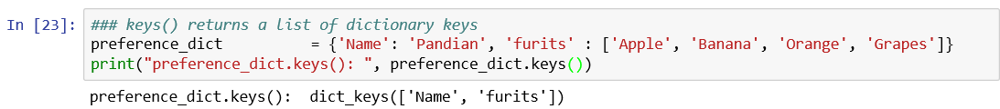 In [23]: ### keys() returns a list of dictionary keys
preference_dict          = {'Name': 'Pandian', 'furits' : ['Apple', 'Banana', 'Orange', 'Grapes']}
print("preference_dict.keys(): ", preference_dict.keys())
preference_dict.keys():  dict_keys(['Name', 'furits'])